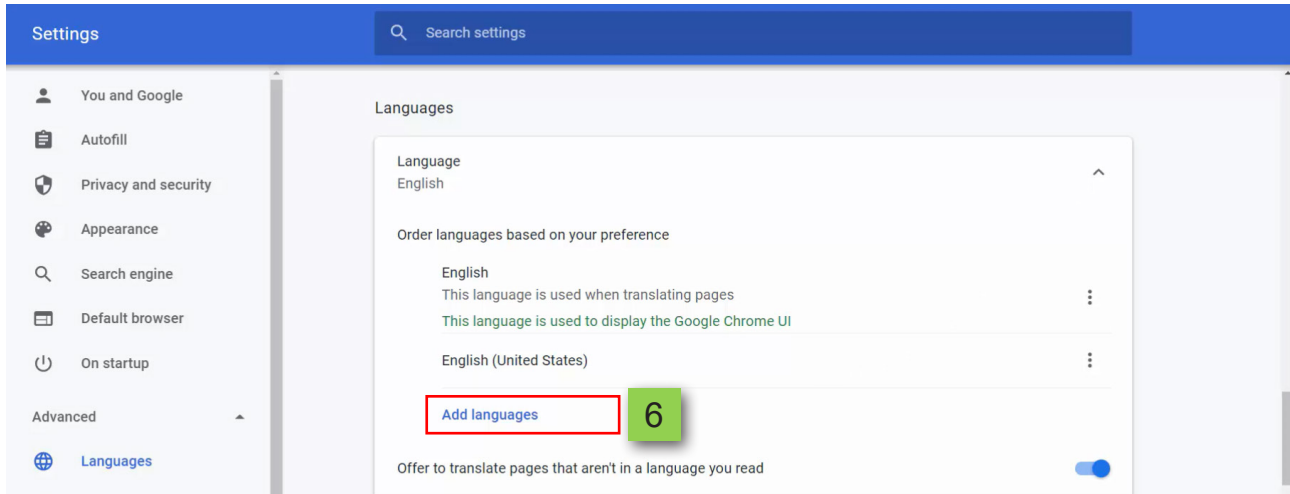 Settings
Search settings
You and Google
Autofill
Privacy and security
Appearance
Search engine
Default browser
On startup
Advanced
Languages
Languages
Language
English
Order languages based on your preference
English
This language is used when translating pages
This language is used to display the Google Chrome UI
English (United States)
Add languages
6
Offer to translate pages that aren't in a language you read